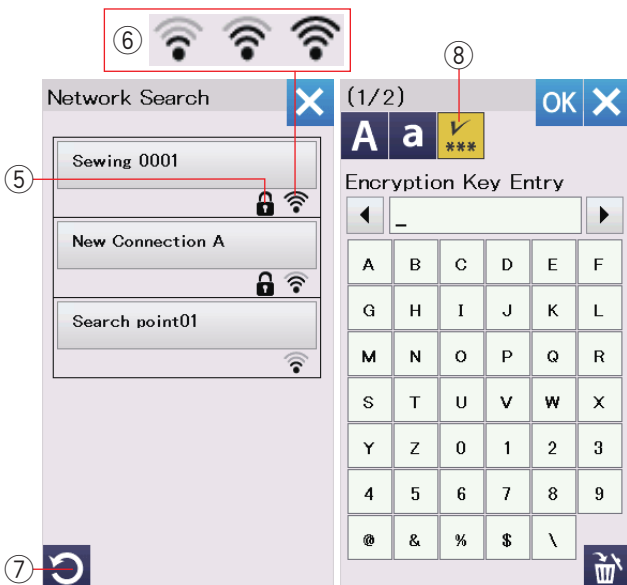 ⑥
⑧
Network Search
(1/2)
OK
A a ***
⑤
Sewing 0001
Encryption Key Entry
_
New Connection A
A B C D E F
G H I J K L
Search point01
M N O P Q R
S T U V W X
Y Z 0 1 2 3
4 5 6 7 8 9
@ & % $ \
⑦